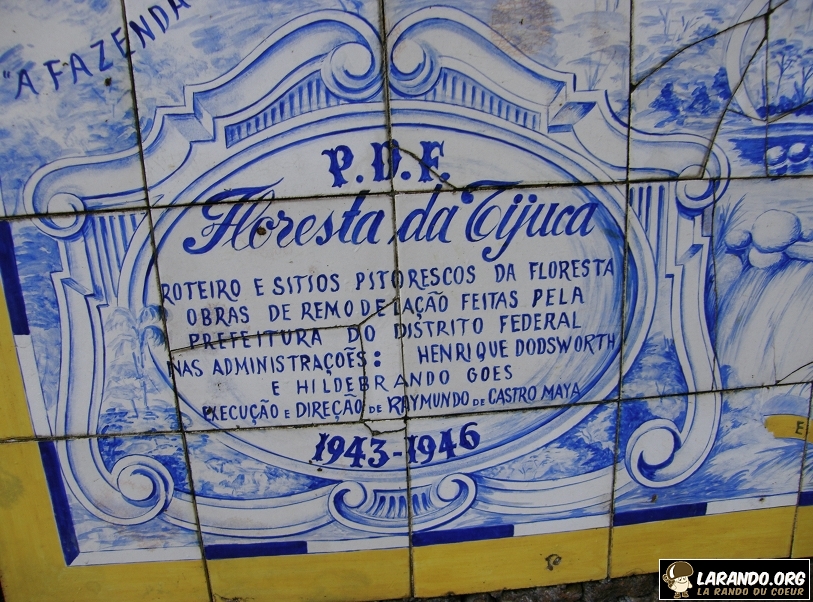 "A FAZENDA
P.D.F.
Floresta da Tijuca
ROTEIRO E SITIOS PITORESCOS DA FLORESTA
OBRAS DE REMODELAÇÃO FEITAS PELA
PREFEITURA DO DISTRITO FEDERAL
NAS ADMINISTRAÇOẼS: HENRIQUE DODSWORTH
E HILDEBRANDO GOES
EXECUÇÃO E DIREÇÃO DE RAYMUNDO DE CASTRO MAYA
1943-1946
E
LARANDO.ORG
LA RANDO DU COEUR